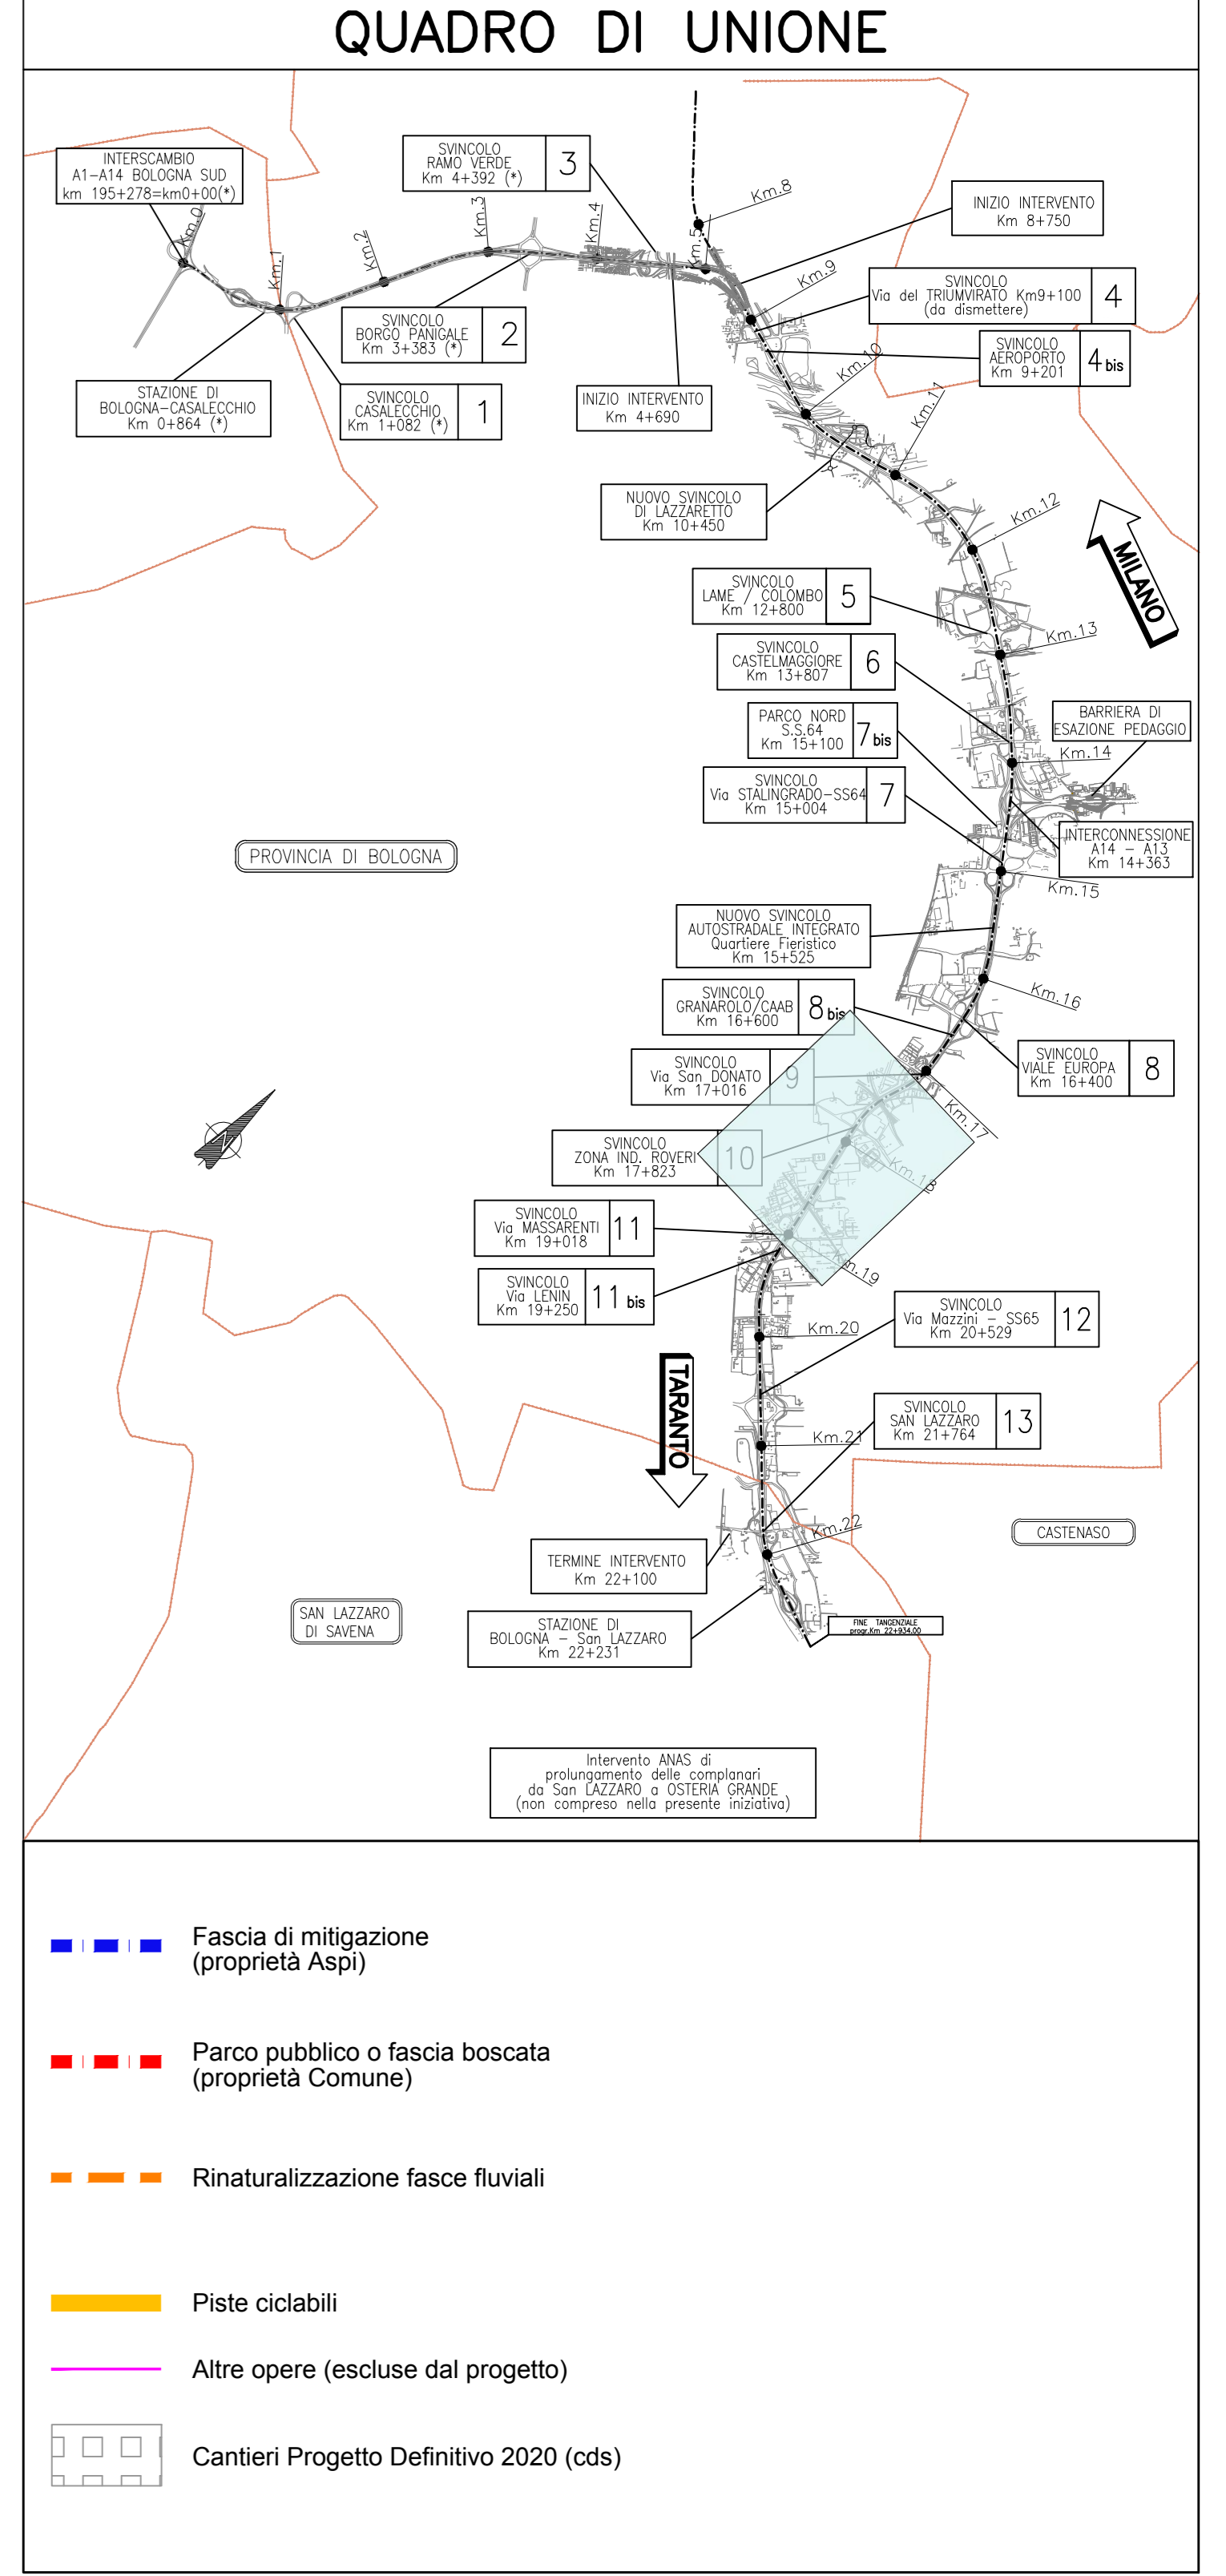 QUADRO DI UNIONE
INTERSCAMBIO
A1-A14 BOLOGNA SUD
km 195+278=km0+00(*)
SVINCOLO
RAMO VERDE
Km 4+392 (*)
3
Km.0
Km.1
Km.2
Km.3
Km.4
Km.5
Km.8
INIZIO INTERVENTO
Km 8+750
Km.9
SVINCOLO
Via del TRIUMVIRATO Km9+100
(da dismettere)
4
SVINCOLO
BORGO PANIGALE
Km 3+383 (*)
2
SVINCOLO
AEROPORTO
Km 9+201
4 bis
Km.10
STAZIONE DI
BOLOGNA-CASALECCHIO
Km 0+864 (*)
SVINCOLO
CASALECCHIO
Km 1+082 (*)
1
INIZIO INTERVENTO
Km 4+690
Km.11
NUOVO SVINCOLO
DI LAZZARETTO
Km 10+450
Km.12
MILANO
SVINCOLO
LAME / COLOMBO
Km 12+800
5
Km.13
SVINCOLO
CASTELMAGGIORE
Km 13+807
6
PARCO NORD
S.S.64
Km 15+100
7 bis
BARRIERA DI
ESAZIONE PEDAGGIO
Km.14
SVINCOLO
Via STALINGRADO-SS64
Km 15+004
7
INTERCONNESSIONE
A14 - A13
Km 14+363
PROVINCIA DI BOLOGNA
Km.15
NUOVO SVINCOLO
AUTOSTRADALE INTEGRATO
Quartiere Fieristico
Km 15+525
Km.16
SVINCOLO
GRANAROLO/CAAB
Km 16+600
8 bis
SVINCOLO
VIALE EUROPA
Km 16+400
8
SVINCOLO
Via San DONATO
Km 17+016
9
Km.17
SVINCOLO
ZONA IND. ROVERI
Km 17+823
10
Km.18
SVINCOLO
Via MASSARENTI
Km 19+018
11
Km.19
SVINCOLO
Via LENIN
Km 19+250
11 bis
SVINCOLO
Via Mazzini - SS65
Km 20+529
12
Km.20
TARANTO
SVINCOLO
SAN LAZZARO
Km 21+764
13
Km.21
Km.22
CASTENASO
TERMINE INTERVENTO
Km 22+100
SAN LAZZARO
DI SAVENA
STAZIONE DI
BOLOGNA - San LAZZARO
Km 22+231
FINE TANGENZIALE
progr.Km 22+934.00
Intervento ANAS di
prolungamento delle complanari
da San LAZZARO a OSTERIA GRANDE
(non compreso nella presente iniziativa)
Fascia di mitigazione
(proprietà Aspi)
Parco pubblico o fascia boscata
(proprietà Comune)
Rinaturalizzazione fasce fluviali
Piste ciclabili
Altre opere (escluse dal progetto)
Cantieri Progetto Definitivo 2020 (cds)